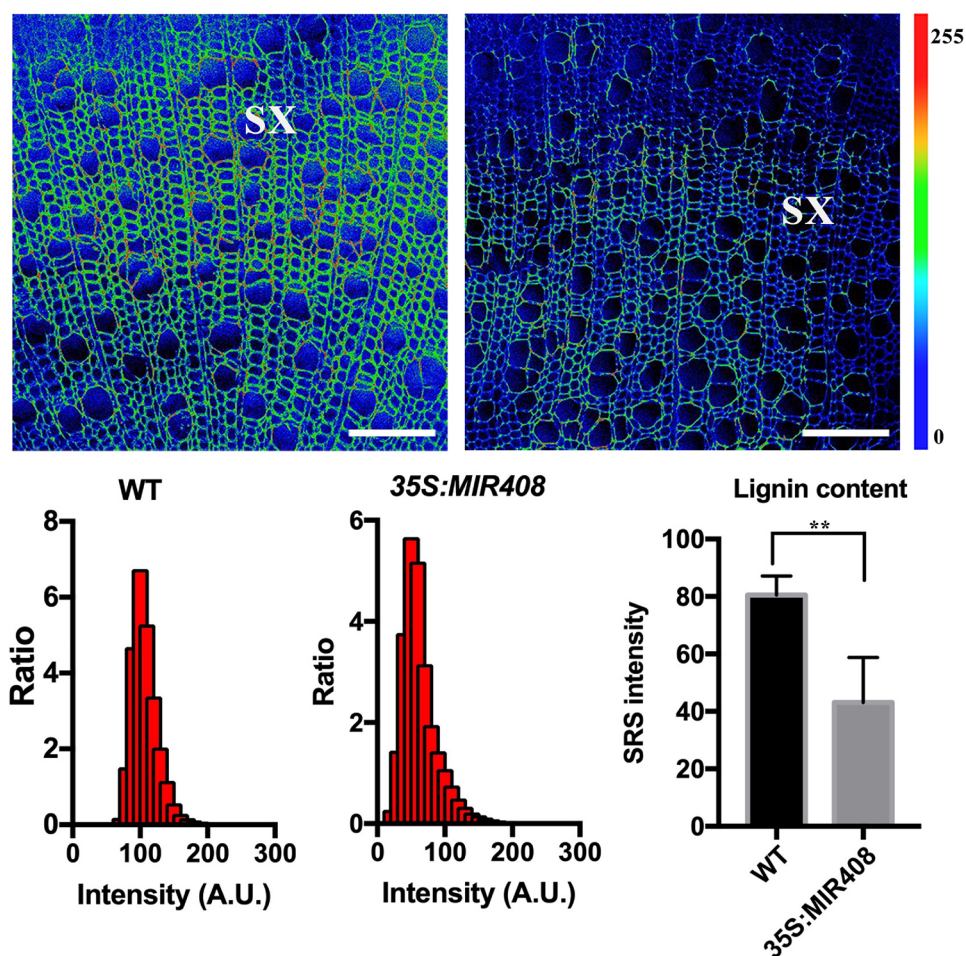 SX
SX
255
0
WT
35S:MIR408
Lignin content
8
6
4
2
0
Ratio
0
100
200
300
Intensity (A.U.)
6
4
2
0
Ratio
0
100
200
300
Intensity (A.U.)
**
100
80
60
40
20
0
SRS intensity
WT
35S:MIR408